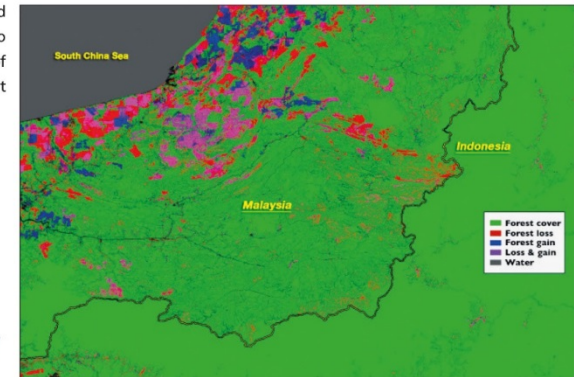 South China Sea
Indonesia
Malaysia
Forest cover
Forest loss
Forest gain
Loss & gain
Water